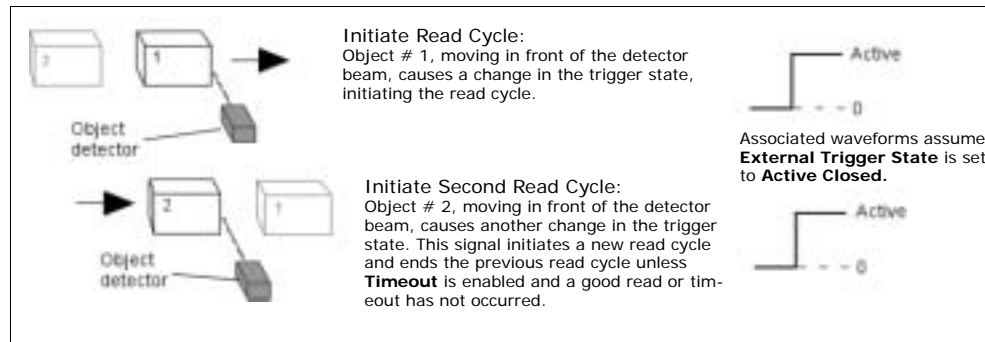 2
1
Initiate Read Cycle:
Object # 1, moving in front of the detector
beam, causes a change in the trigger state,
initiating the read cycle.
Object
detector
Active
0
Associated waveforms assume
External Trigger State is set
to Active Closed.
2
1
Initiate Second Read Cycle:
Object # 2, moving in front of the detector
beam, causes another change in the trigger
state. This signal initiates a new read cycle
and ends the previous read cycle unless
Timeout is enabled and a good read or tim-
eout has not occurred.
Object
detector
Active
0